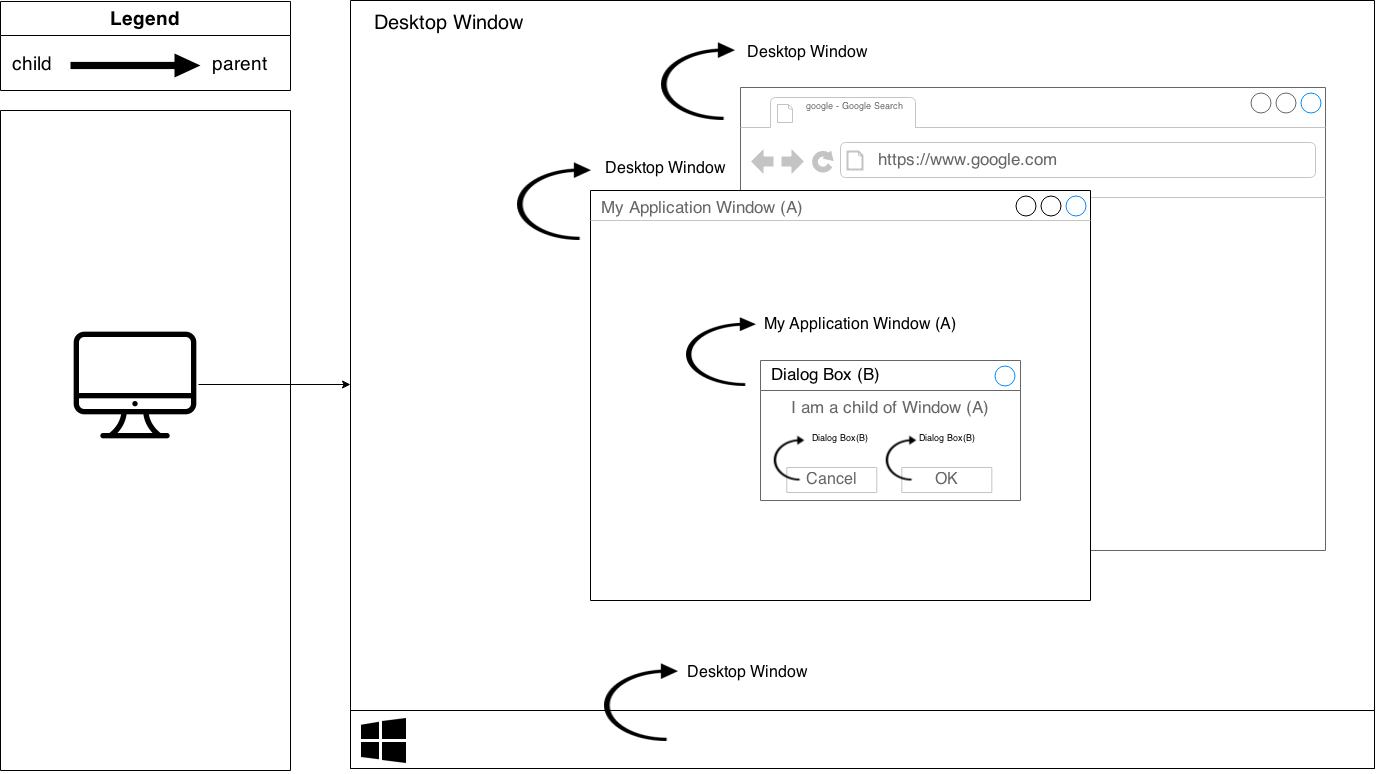 Legend
child
parent
Desktop Window
Desktop Window
google - Google Search
https://www.google.com
Desktop Window
My Application Window (A)
My Application Window (A)
Dialog Box (B)
I am a child of Window (A)
Dialog Box(B)
Dialog Box(B)
Cancel
OK
Desktop Window